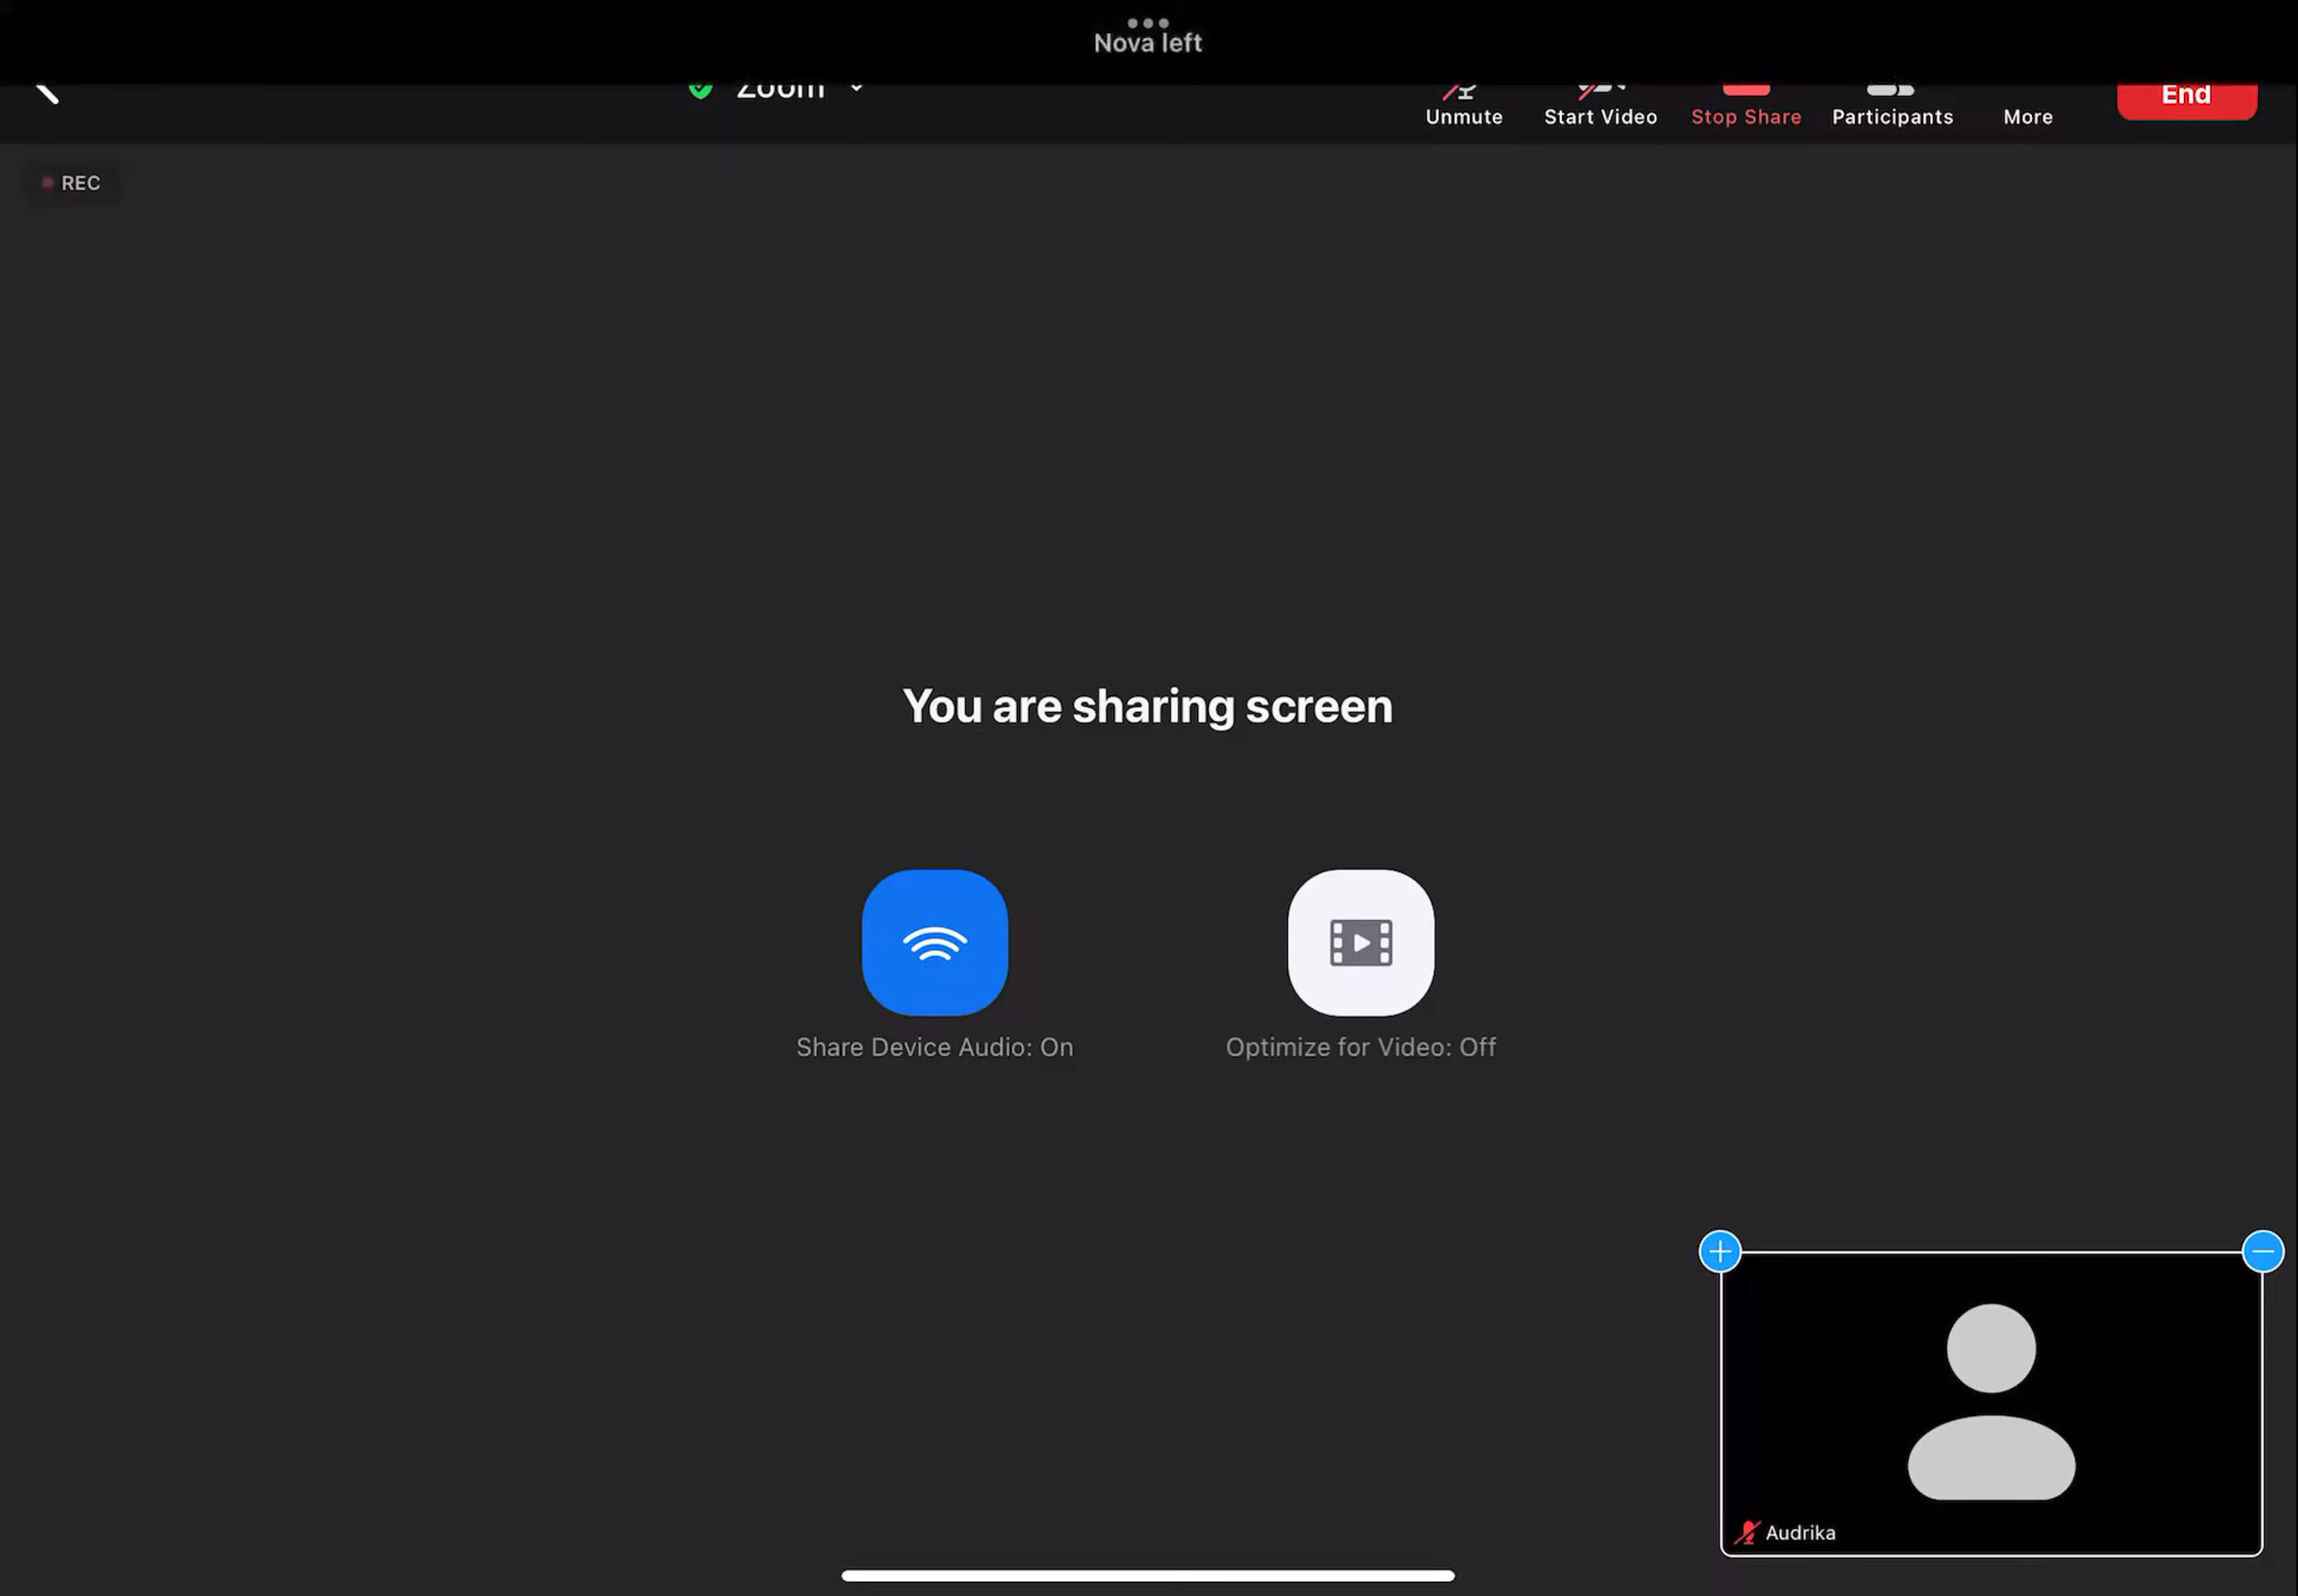 Nova left
Zoom
Unmute
Start Video
Stop Share
Participants
More
End
REC
You are sharing screen
Share Device Audio: On
Optimize for Video: Off
Audrika